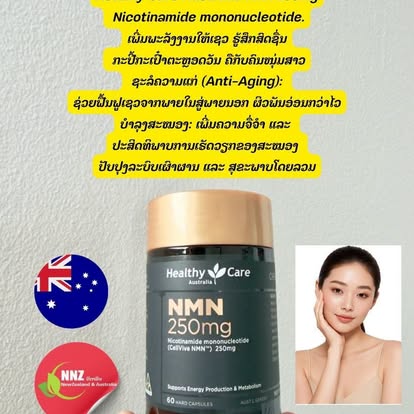 Nicotinamide mononucleotide.
ເພີ່ມພະລັງງານໃຫ້ເຊວ ຮູ້ສຶກສົດຊື່ນ
ກະປີ້ກະເປົ່າຕະຫຼອດວັນ ຄືກັບຄົນໜຸ່ມສາວ
ຊະລໍຄວາມແກ່ (Anti-Aging):
ຊ່ວຍຟື້ນຟູເຊວຈາກພາຍໃນສູ່ພາຍນອກ ຜິວພັນອ່ອນກວ່າໄວ
ບຳລຸງສະໝອງ: ເພີ່ມຄວາມຈື່ຈຳ ແລະ
ປະສິດທິພາບການເຮັດວຽກຂອງສະໝອງ
ປັບປຸງລະບົບເຜົາຜານ ແລະ ສຸຂະພາບໂດຍລວມ
Healthy Care
Australia
NMN
250mg
Nicotinamide mononucleotide
(CellViva NMN™) 250mg
Supports Energy Production & Metabolism
60 HARD CAPSULES
NNZ
Newzealand & Australia